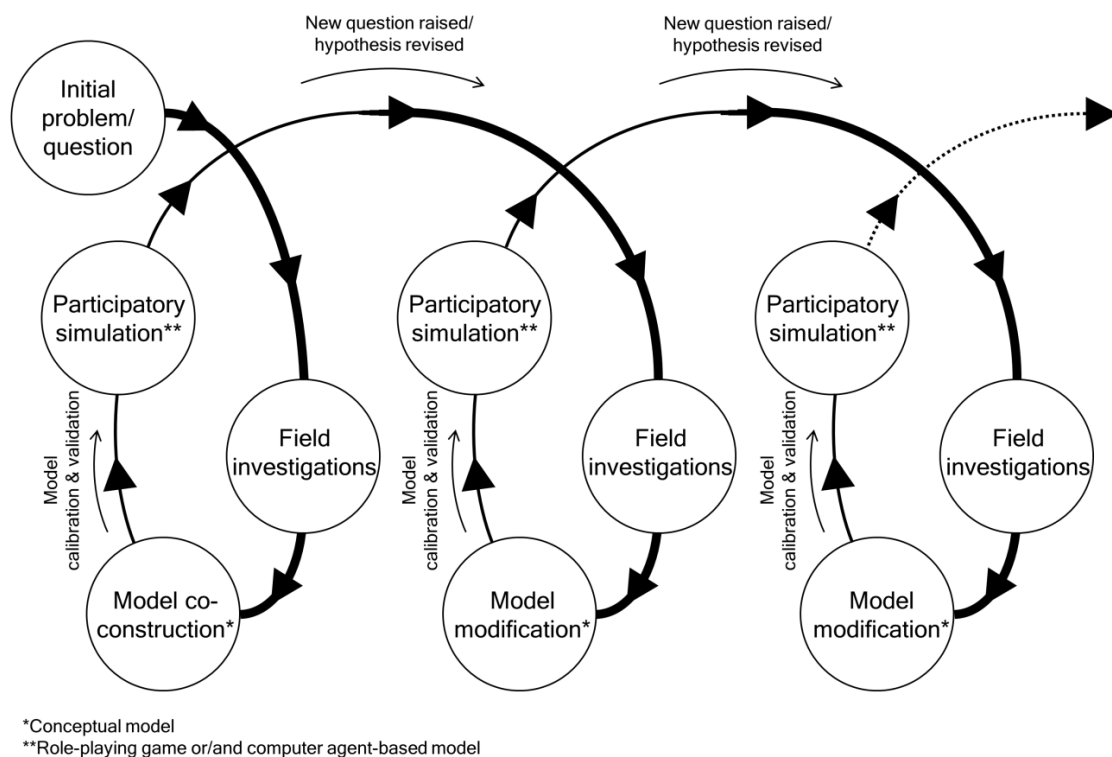 New question raised/
hypothesis revised
New question raised/
hypothesis revised
Initial
problem/
question
Participatory
simulation**
Participatory
simulation**
Participatory
simulation**
Model
calibration & validation
Field
investigations
Model
calibration & validation
Field
investigations
Model
calibration & validation
Field
investigations
Model co-
construction*
Model
modification*
Model
modification*
*Conceptual model
**Role-playing game or/and computer agent-based model